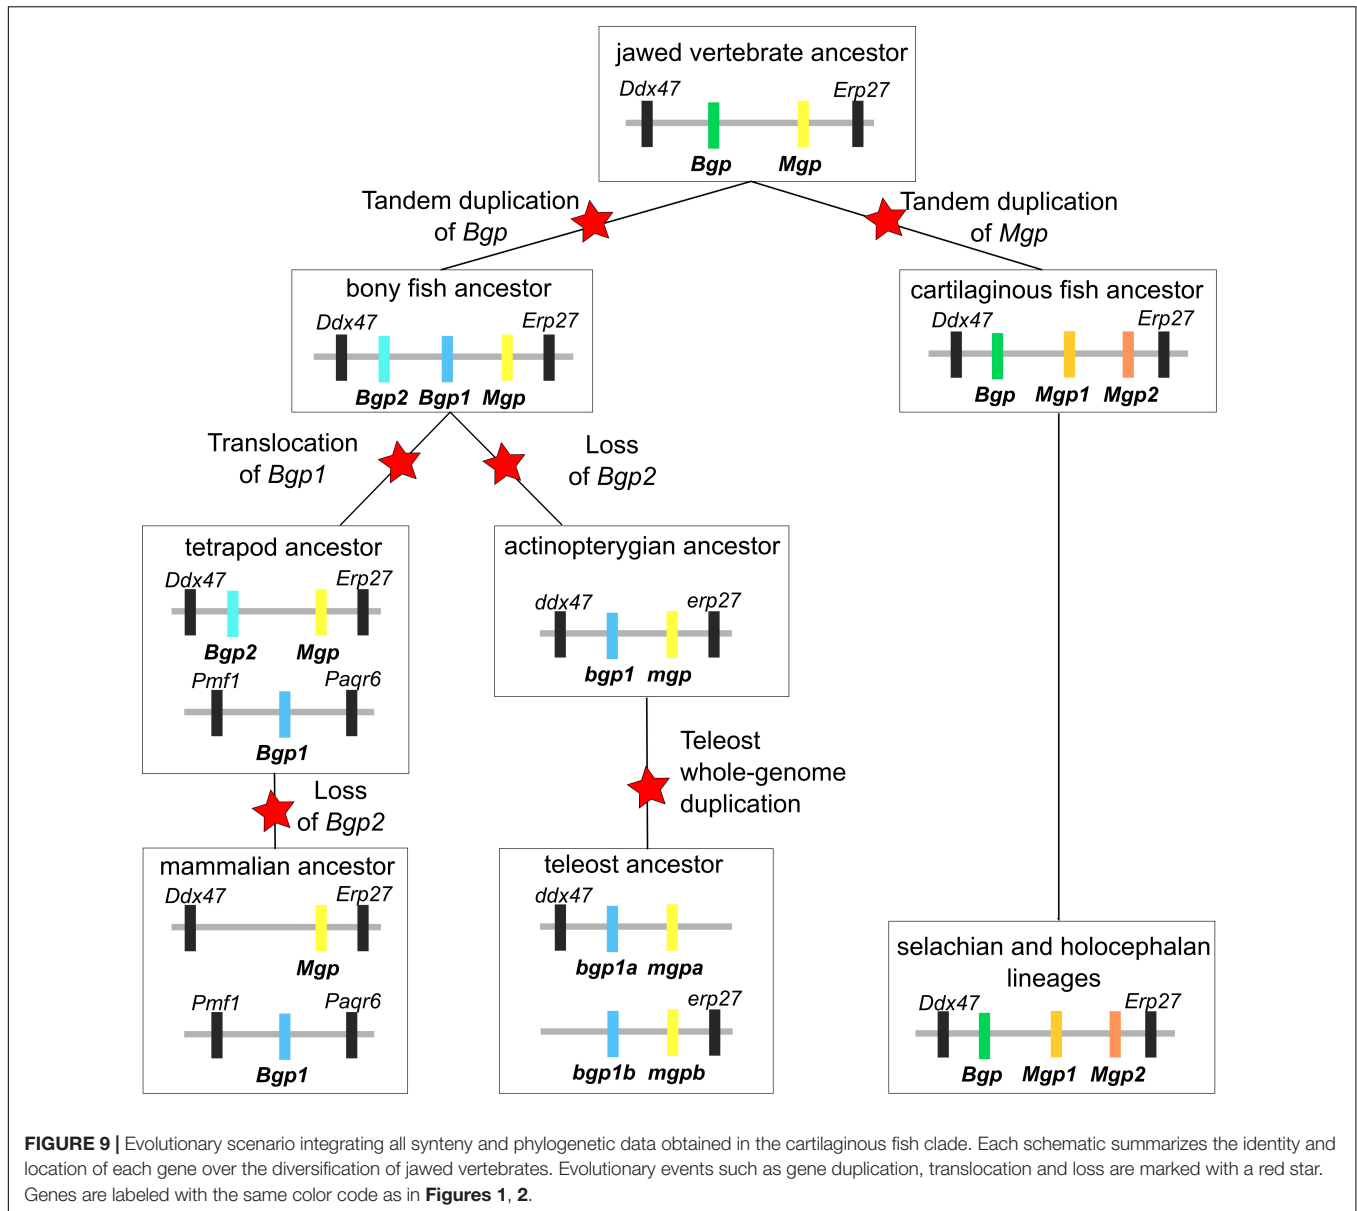 jawed vertebrate ancestor
Ddx47 Erp27
Bgp Mgp
Tandem duplication
of Bgp
Tandem duplication
of Mgp
bony fish ancestor
Ddx47 Erp27
Bgp2 Bgp1 Mgp
cartilaginous fish ancestor
Ddx47 Erp27
Bgp Mgp1 Mgp2
Translocation
of Bgp1
Loss
of Bgp2
tetrapod ancestor
Ddx47 Erp27
Bgp2 Mgp
Pmf1 Paqr6
Bgp1
actinopterygian ancestor
ddx47 erp27
bgp1 mgp
Loss
of Bgp2
Teleost
whole-genome
duplication
mammalian ancestor
Ddx47 Erp27
Mgp
Pmf1 Paqr6
Bgp1
teleost ancestor
ddx47
bgp1a mgpa
erp27
bgp1b mgpb
selachian and holocephalan
lineages
Ddx47 Erp27
Bgp Mgp1 Mgp2
FIGURE 9 | Evolutionary scenario integrating all synteny and phylogenetic data obtained in the cartilaginous fish clade. Each schematic summarizes the identity and
location of each gene over the diversification of jawed vertebrates. Evolutionary events such as gene duplication, translocation and loss are marked with a red star.
Genes are labeled with the same color code as in Figures 1, 2.